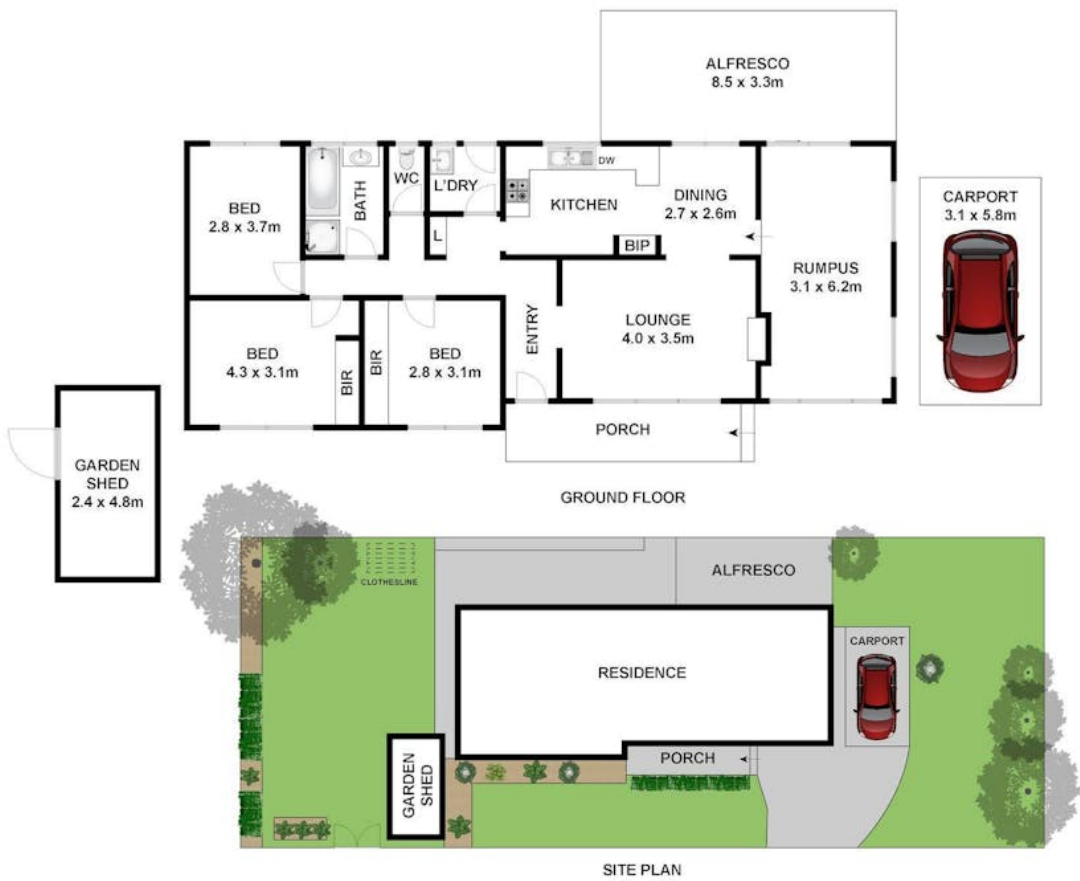 ALFRESCO
8.5 x 3.3m
BED
2.8 x 3.7m
BATH
WC
L'DRY
L
KITCHEN
DW
BIP
DINING
2.7 x 2.6m
RUMPUS
3.1 x 6.2m
CARPORT
3.1 x 5.8m
BED
4.3 x 3.1m
BIR
BIR
BED
2.8 x 3.1m
ENTRY
LOUNGE
4.0 x 3.5m
PORCH
GARDEN
SHED
2.4 x 4.8m
GROUND FLOOR
CLOTHESLINE
ALFRESCO
RESIDENCE
CARPORT
PORCH
GARDEN
SHED
SITE PLAN